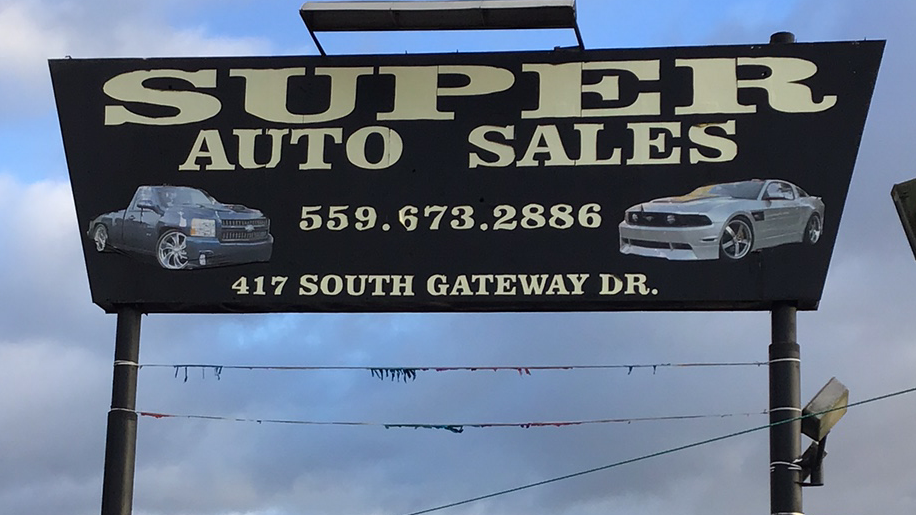 SUPER
AUTO SALES
559.673.2886
417 SOUTH GATEWAY DR.